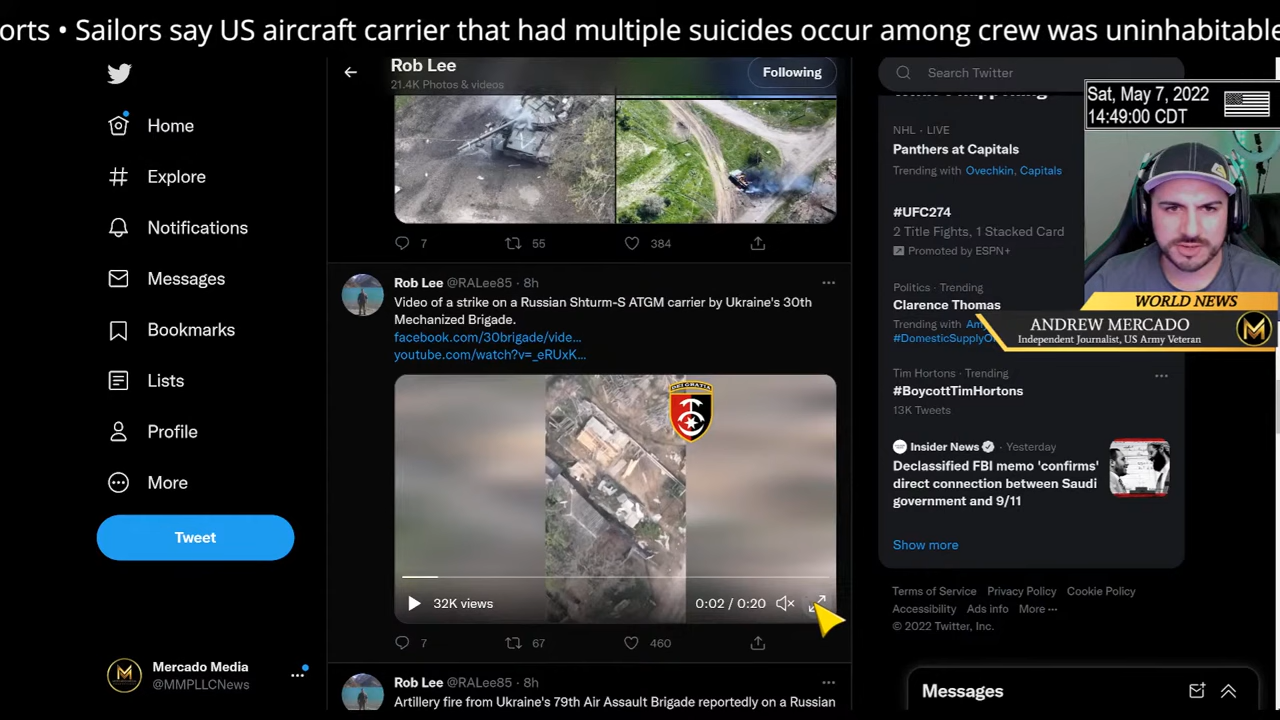 orts • Sailors say US aircraft carrier that had multiple suicides occur among crew was uninhabitable
Home
Explore
Notifications
Messages
Bookmarks
Lists
Profile
More
Tweet
Mercado Media
@MMPLLCNews
Rob Lee
21.4K Photos & videos
Following
7
55
384
Rob Lee @RALee85 · 8h
Video of a strike on a Russian Shturm-S ATGM carrier by Ukraine's 30th
Mechanized Brigade.
facebook.com/30brigade/vide...
youtube.com/watch?v=_eRUxK...
DEI GRATIA
32K views
0:02 / 0:20
7
67
460
Rob Lee @RALee85 · 8h
Artillery fire from Ukraine's 79th Air Assault Brigade reportedly on a Russian
Search Twitter
Sat, May 7, 2022
14:49:00 CDT
NHL · LIVE
Panthers at Capitals
Trending with Ovechkin, Capitals
#UFC274
2 Title Fights, 1 Stacked Card
Promoted by ESPN+
Politics · Trending
Clarence Thomas
Trending with
#DomesticSupplyO
WORLD NEWS
ANDREW MERCADO
Independent Journalist, US Army Veteran
Tim Hortons · Trending
#BoycottTimHortons
13K Tweets
Insider News · Yesterday
Declassified FBI memo 'confirms'
direct connection between Saudi
government and 9/11
Show more
Terms of Service Privacy Policy Cookie Policy
Accessibility Ads info More
© 2022 Twitter, Inc.
Messages